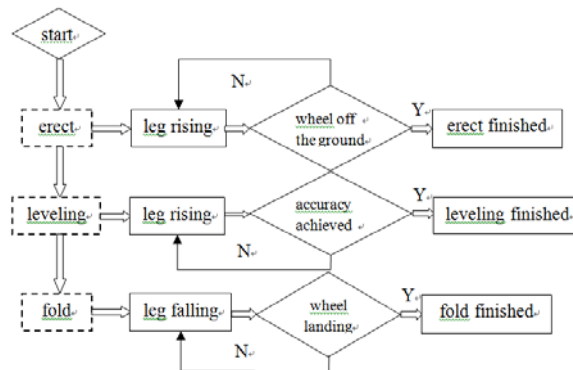 start
N
erect
leg rising
wheel off
the ground
Y
erect finished
leveling
leg rising
accuracy
achieved
Y
leveling finished
N
fold
leg falling
wheel
landing
Y
fold finished
N